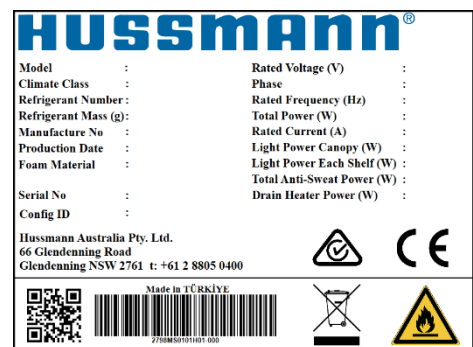 HUSSMANN®
Model :
Climate Class :
Refrigerant Number :
Refrigerant Mass (g) :
Manufacture No :
Production Date :
Foam Material :
Serial No :
Config ID :
Rated Voltage (V) :
Phase :
Rated Frequency (Hz) :
Total Power (W) :
Rated Current (A) :
Light Power Canopy (W) :
Light Power Each Shelf (W) :
Total Anti-Sweat Power (W) :
Drain Heater Power (W) :
Hussmann Australia Pty. Ltd.
66 Glendenning Road
Glendenning NSW 2761 t: +61 2 8805 0400
CE
Made in TÜRKİYE
2798MS0101H01-000